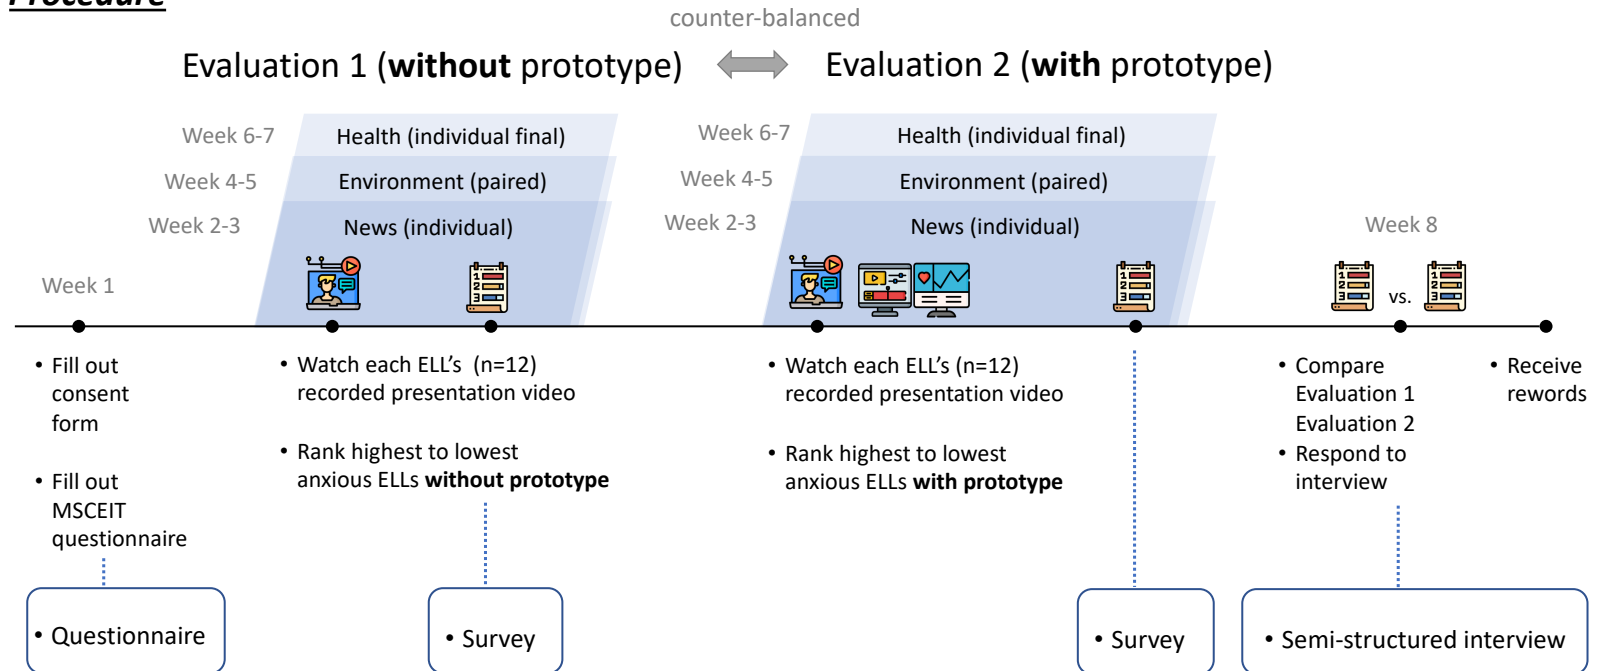 Procedure
counter-balanced
Evaluation 1 (without prototype)
Evaluation 2 (with prototype)
Week 6-7
Health (individual final)
Week 4-5
Environment (paired)
Week 2-3
News (individual)
Week 6-7
Health (individual final)
Week 4-5
Environment (paired)
Week 2-3
News (individual)
Week 1
Week 8
vs.
• Fill out
consent
form
• Fill out
MSCEIT
questionnaire
• Watch each ELL's (n=12)
recorded presentation video
• Rank highest to lowest
anxious ELLs without prototype
• Watch each ELL's (n=12)
recorded presentation video
• Rank highest to lowest
anxious ELLs with prototype
• Compare
Evaluation 1
Evaluation 2
• Respond to
interview
• Receive
rewords
• Questionnaire
• Survey
• Survey
• Semi-structured interview